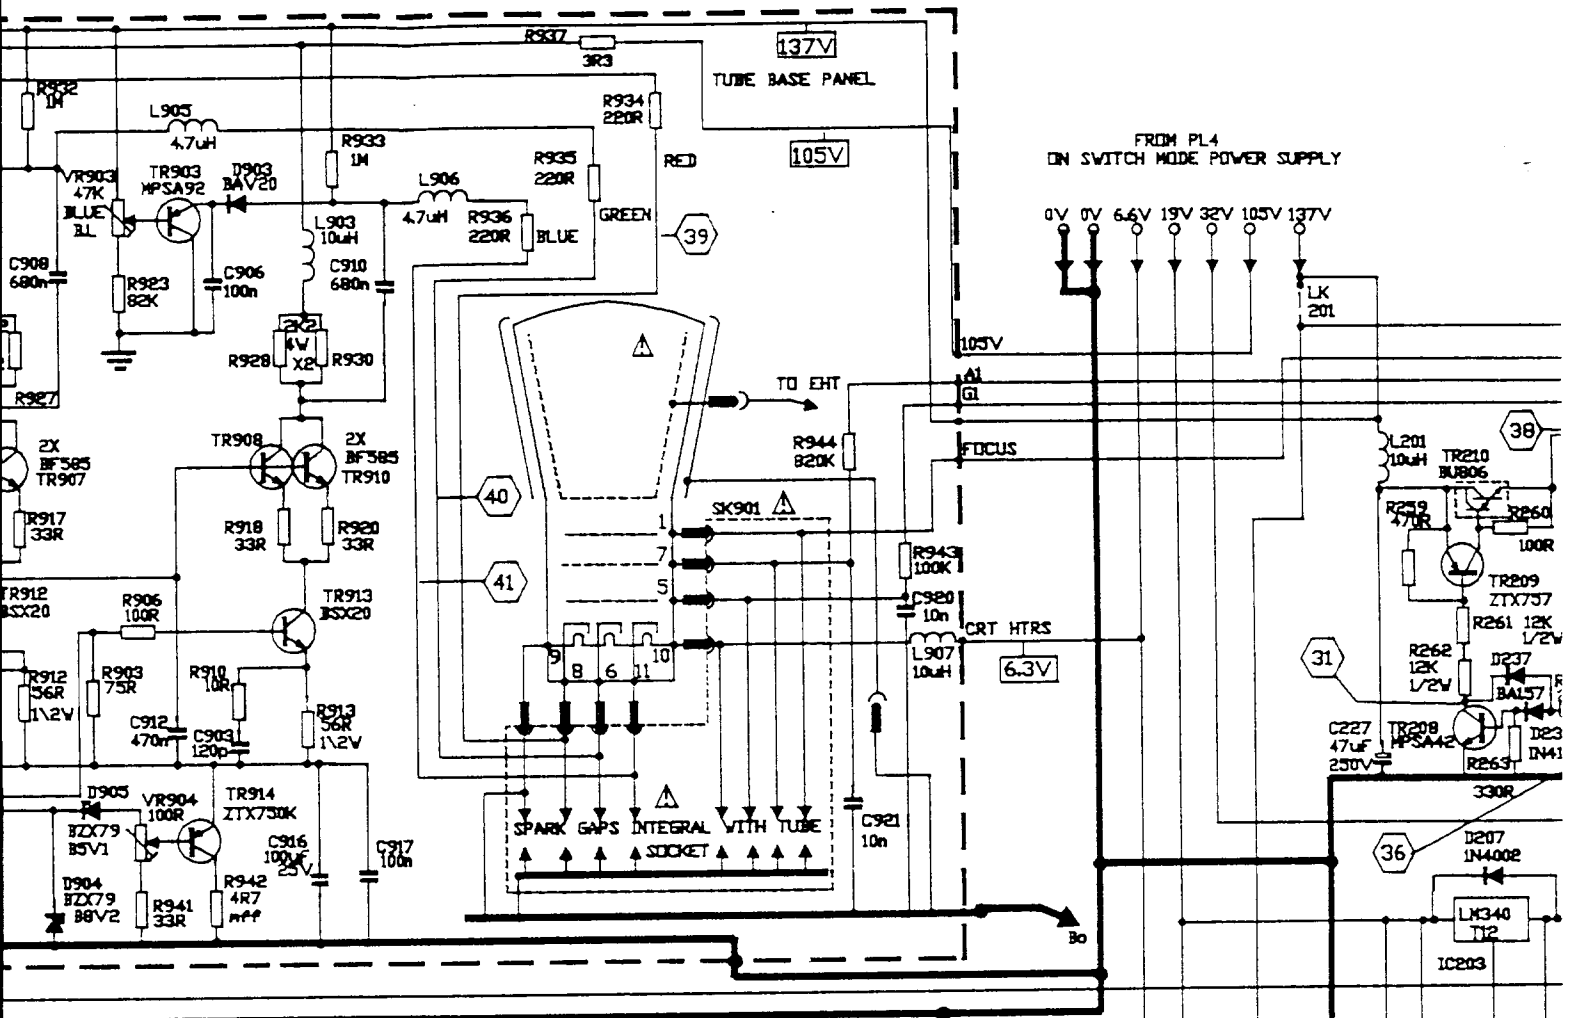 R937
3R3
137V
TUBE BASE PANEL
R932
1M
L905
4.7uH
R933
1M
R934
220R
105V
RED
FROM PL4
ON SWITCH MODE POWER SUPPLY
VR903
47K
BLUE
B.L
TR903
MPSA92
D903
BAV20
L906
4.7uH
R935
220R
GREEN
R936
220R
BLUE
39
0V 0V 6.6V 19V 32V 105V 137V
L903
10uH
C908
680n
R923
82K
C906
100n
C910
680n
LK
201
2K2
4W
X2
R928
R930
R927
105V
A1
G1
TO EHT
FOCUS
R944
820K
38
L201
10uH
TR210
BU806
2X
BF585
TR907
TR908
2X
BF585
TR910
40
SK901
R917
33R
R918
33R
R920
33R
1
7
5
R943
100K
R259
470R
R260
100R
41
TR912
BSX20
R906
100R
TR913
BSX20
C920
10n
TR209
ZTX757
CRT HTRS
6.3V
L907
10uH
R261 12K
1/2W
R262
12K
1/2W
31
9
8
6
11
10
R912
56R
1\2W
R903
75R
R910
10R
R913
56R
1\2W
C912
470n
C903
120p
D237
BA157
C227
47uF
250V
TR208
MPSA42
R263
330R
D905
BZX79
B5V1
VR904
100R
TR914
ZTX750K
SPARK GAPS INTEGRAL WITH TUBE
SOCKET
C921
10n
C916
100uF
25V
C917
100n
36
D207
1N4002
D904
BZX79
B8V2
R941
33R
R942
4R7
mff
LM340
T12
IC203
Bo